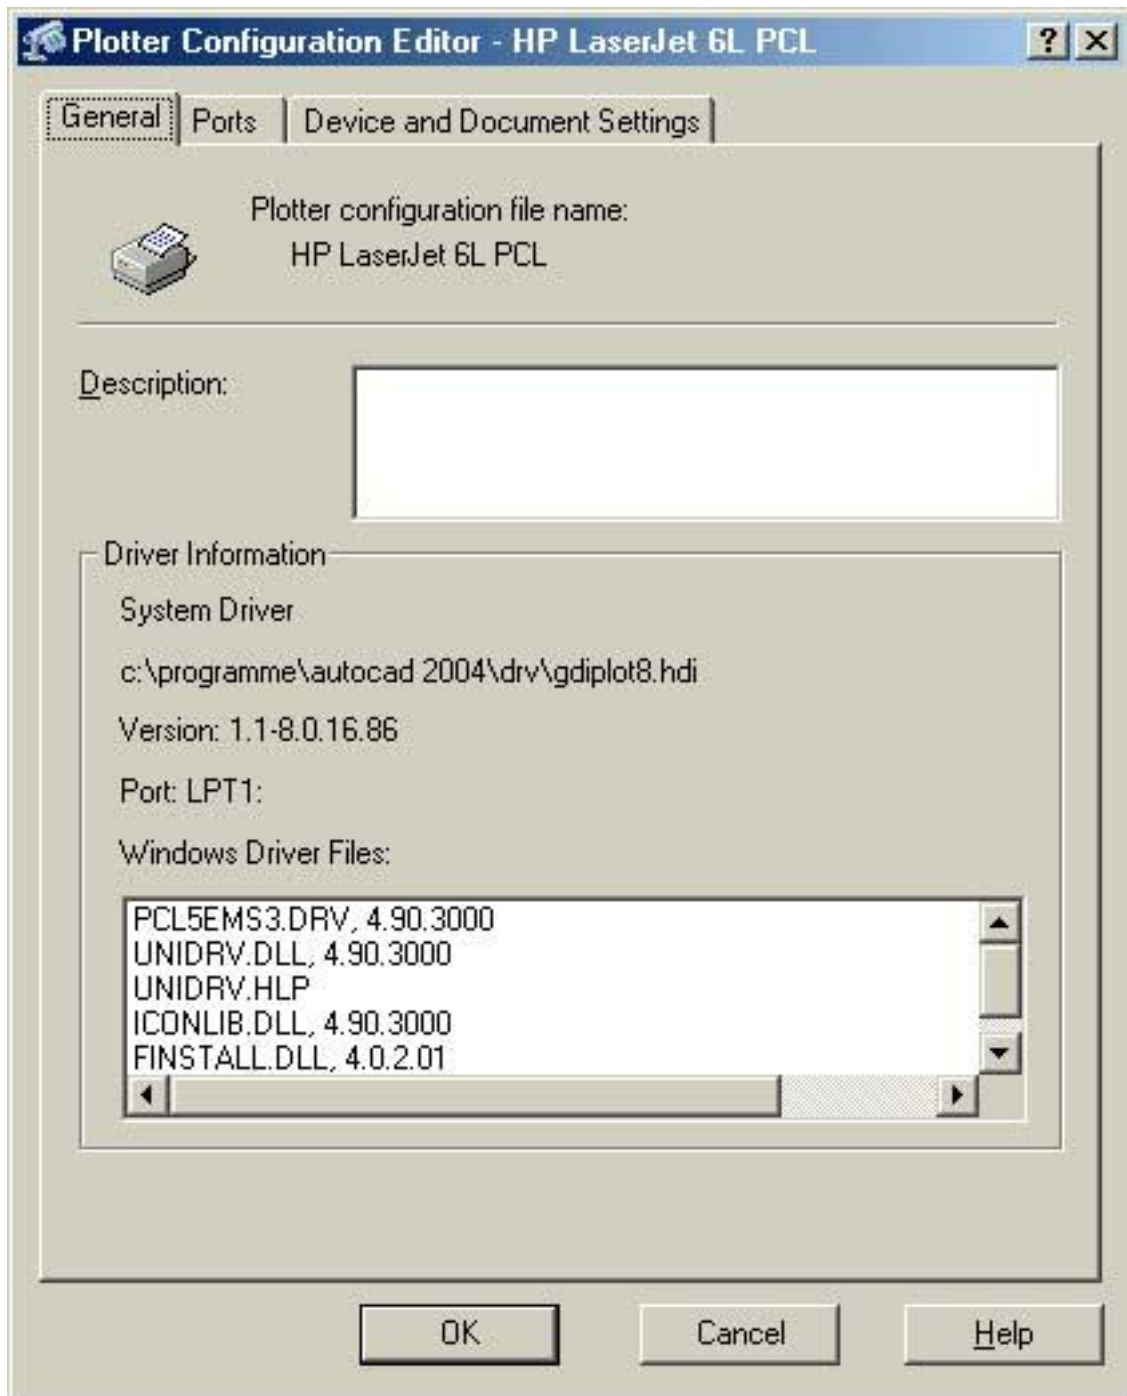 Plotter Configuration Editor - HP LaserJet 6L PCL
General Ports Device and Document Settings
Plotter configuration file name:
HP LaserJet 6L PCL
Description:
Driver Information
System Driver
c:\programme\autocad 2004\drv\gdiplot8.hdi
Version: 1.1-8.0.16.86
Port: LPT1:
Windows Driver Files:
PCL5EMS3.DRV, 4.90.3000
UNIDRV.DLL, 4.90.3000
UNIDRV.HLP
ICONLIB.DLL, 4.90.3000
FINSTALL.DLL, 4.0.2.01
OK Cancel Help